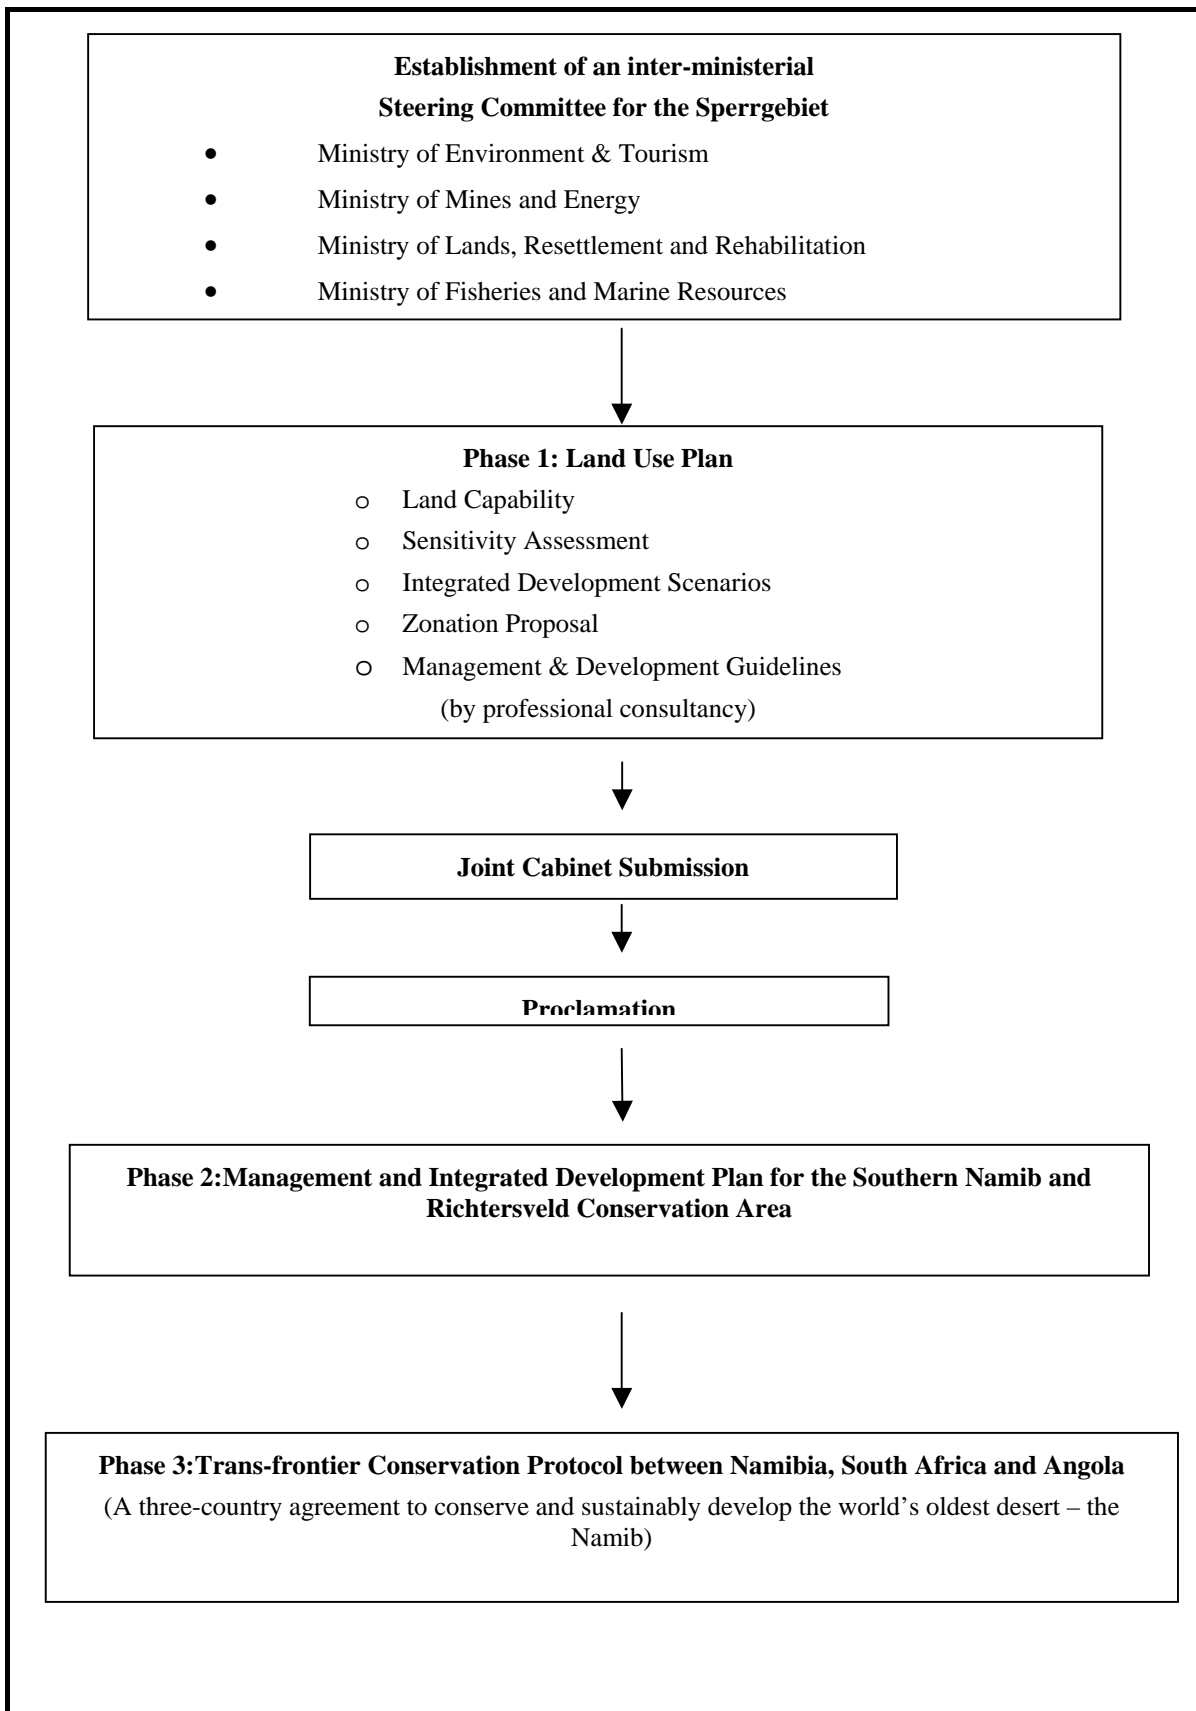 Establishment of an inter-ministerial
Steering Committee for the Sperrgebiet
• Ministry of Environment & Tourism
• Ministry of Mines and Energy
• Ministry of Lands, Resettlement and Rehabilitation
• Ministry of Fisheries and Marine Resources
Phase 1: Land Use Plan
o Land Capability
o Sensitivity Assessment
o Integrated Development Scenarios
o Zonation Proposal
o Management & Development Guidelines
(by professional consultancy)
Joint Cabinet Submission
Proclamation
Phase 2:Management and Integrated Development Plan for the Southern Namib and
Richtersveld Conservation Area
Phase 3:Trans-frontier Conservation Protocol between Namibia, South Africa and Angola
(A three-country agreement to conserve and sustainably develop the world’s oldest desert – the
Namib)